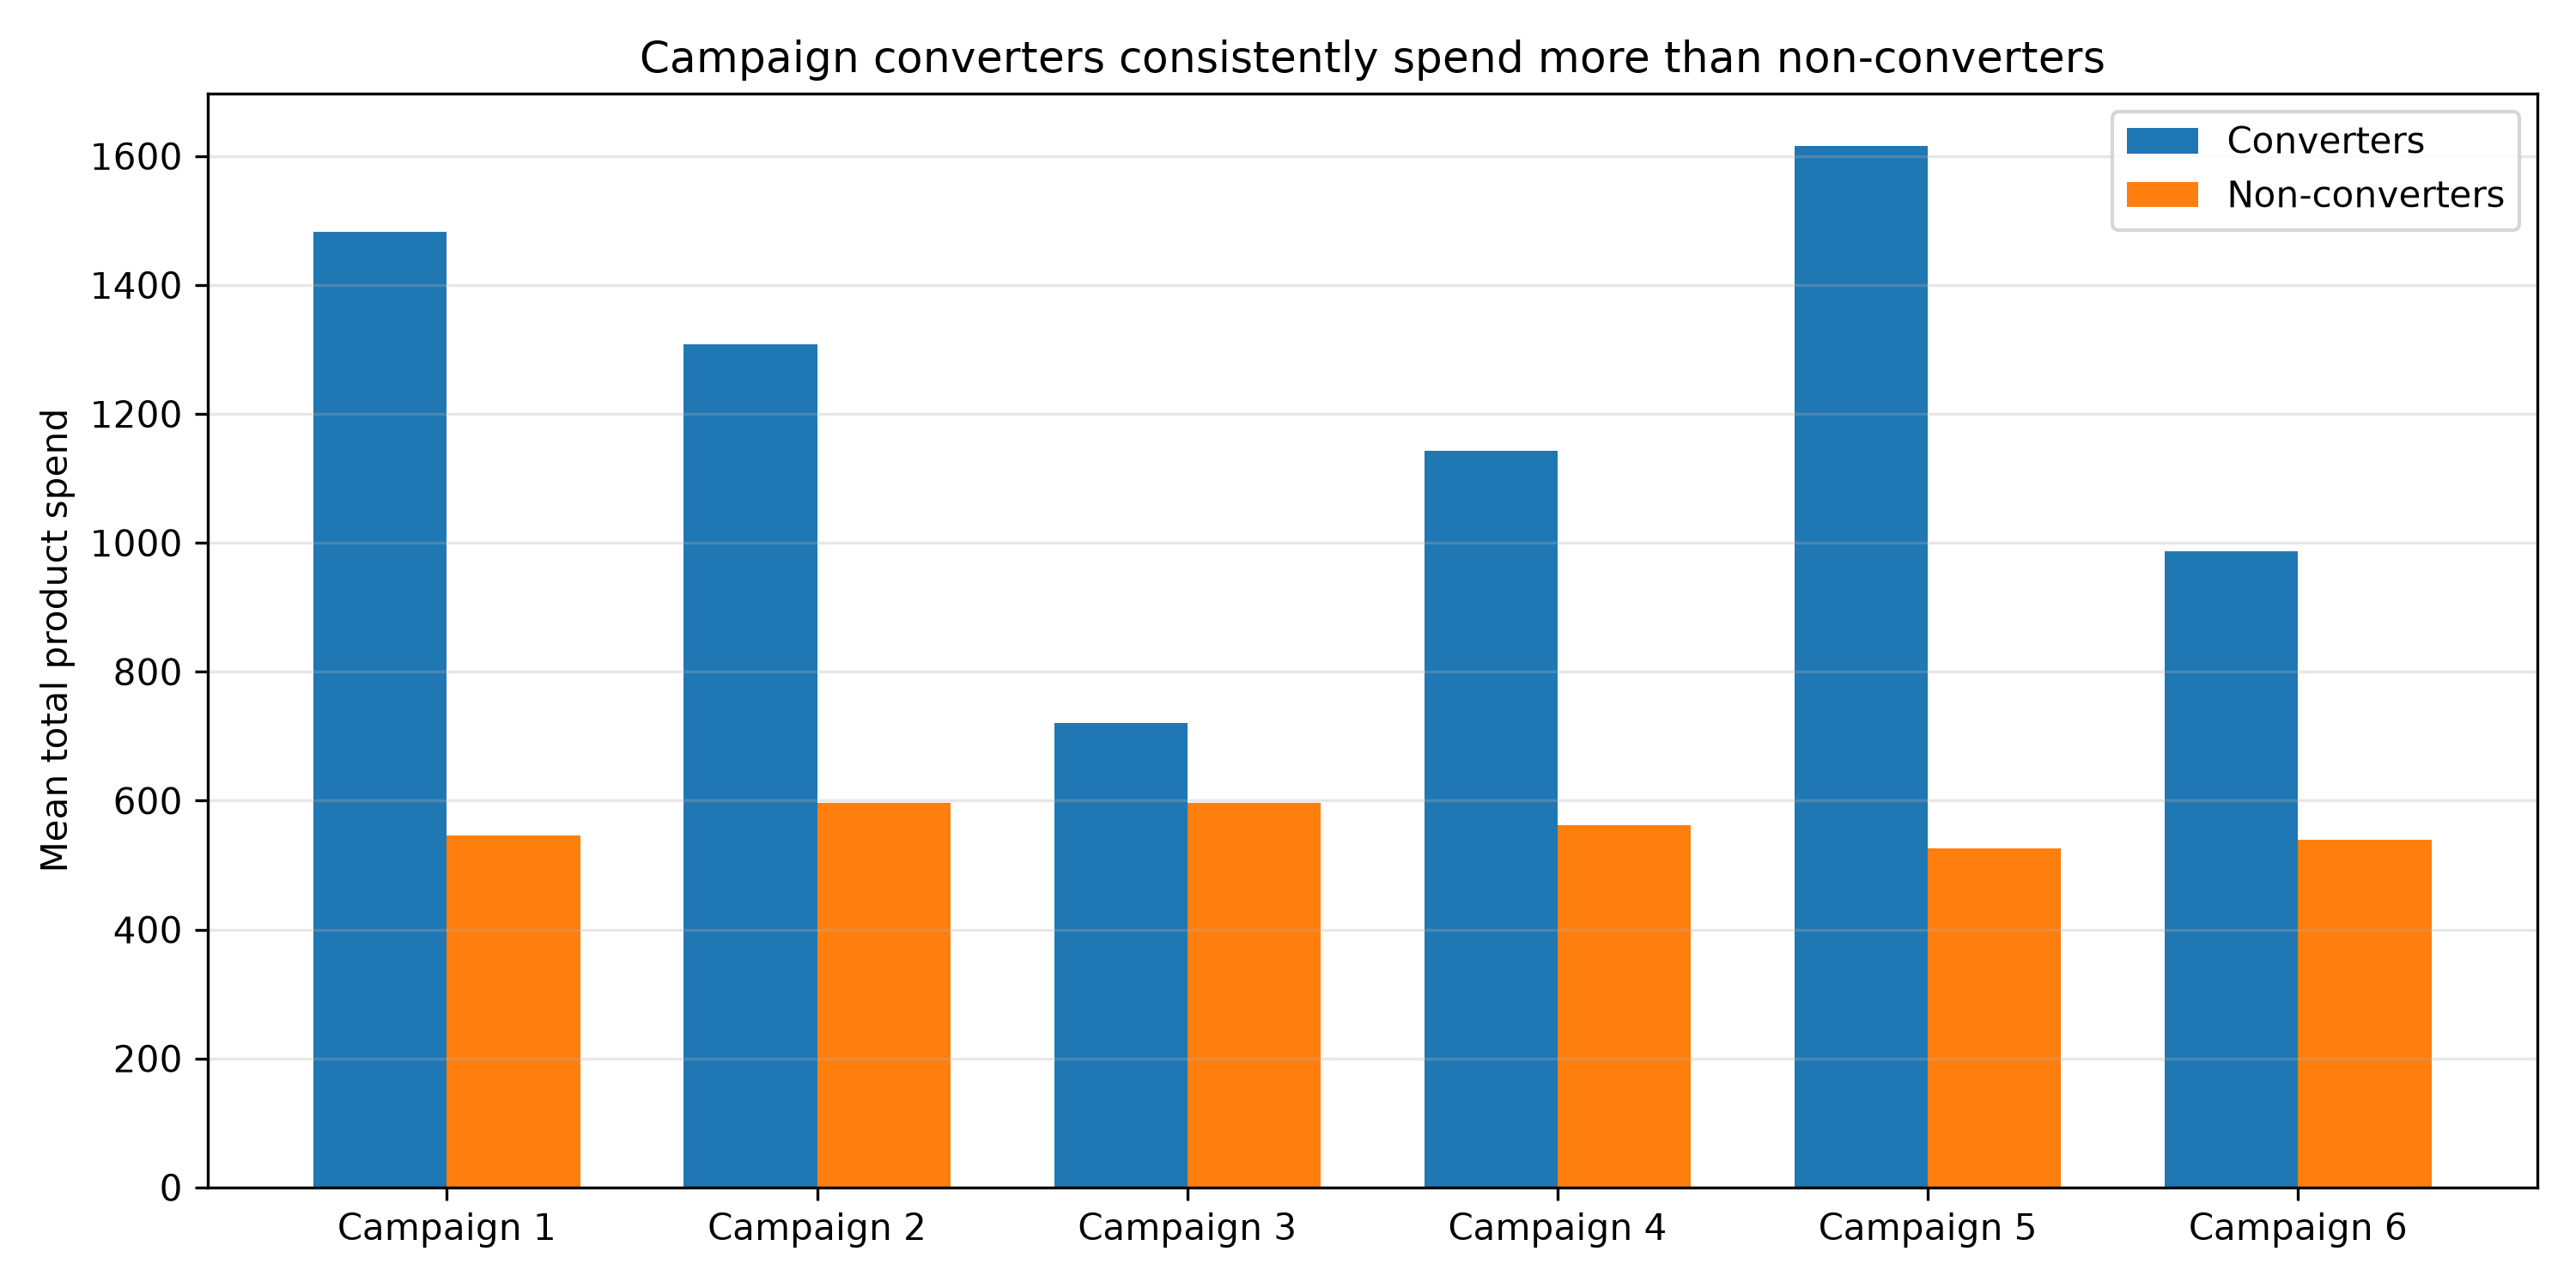 Campaign converters consistently spend more than non-converters
Converters
Non-converters
Mean total product spend
1600
1400
1200
1000
800
600
400
200
0
Campaign 1
Campaign 2
Campaign 3
Campaign 4
Campaign 5
Campaign 6